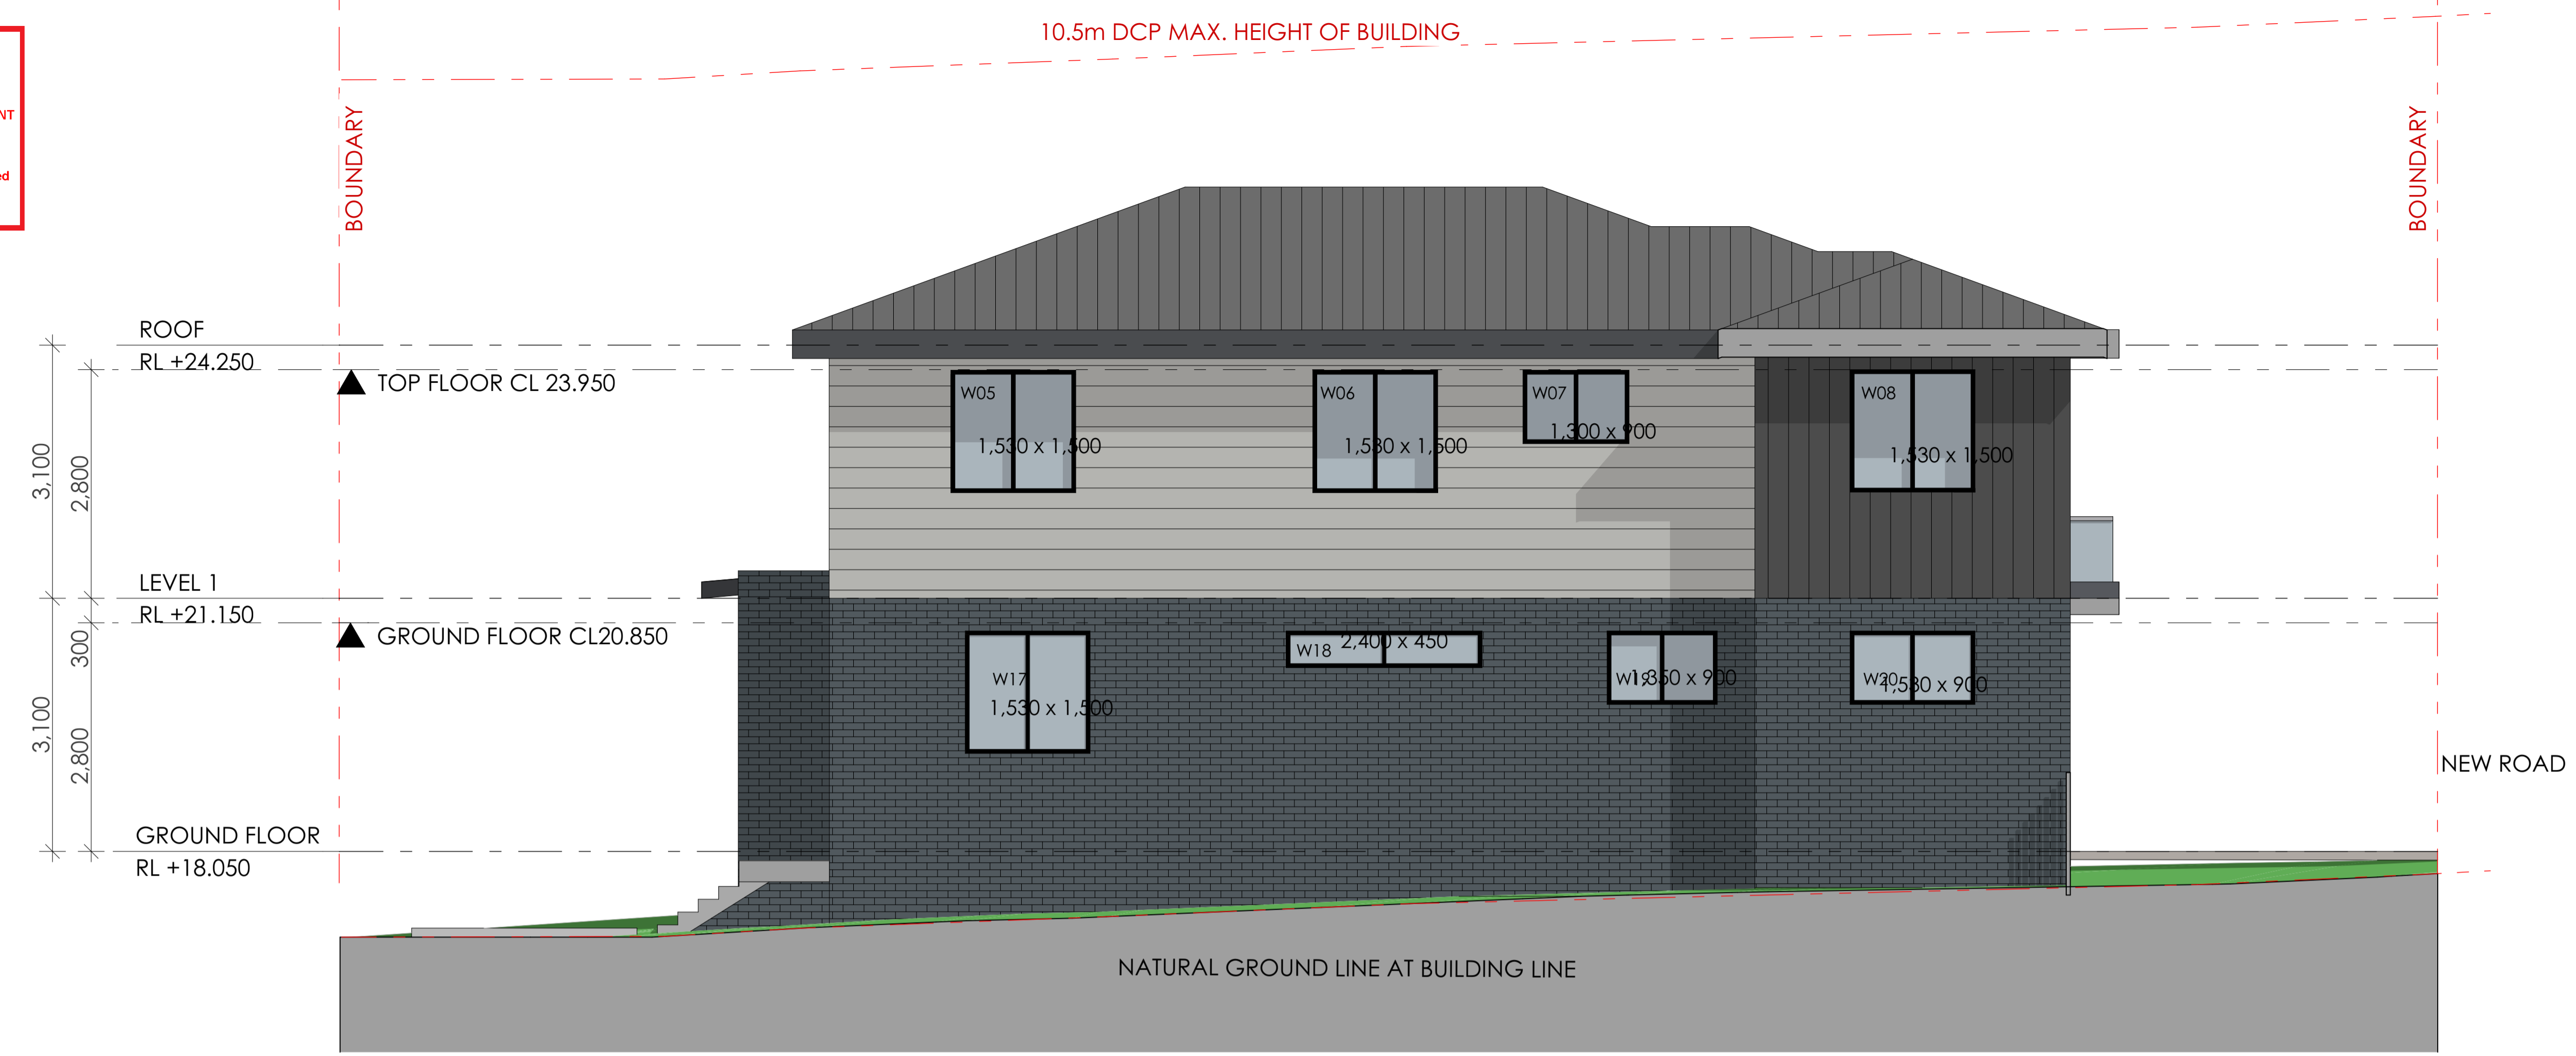 10.5m DCP MAX. HEIGHT OF BUILDING
NT
ed
BOUNDARY
BOUNDARY
ROOF
RL +24.250
TOP FLOOR CL 23.950
W05
1,530 x 1,500
W06
1,530 x 1,500
W07
1,300 x 900
W08
1,530 x 1,500
3,100
2,800
LEVEL 1
RL +21.150
GROUND FLOOR CL20.850
300
3,100
2,800
W17
1,530 x 1,500
W18
2,400 x 450
W19
1,350 x 900
W20
1,530 x 900
NEW ROAD
GROUND FLOOR
RL +18.050
NATURAL GROUND LINE AT BUILDING LINE